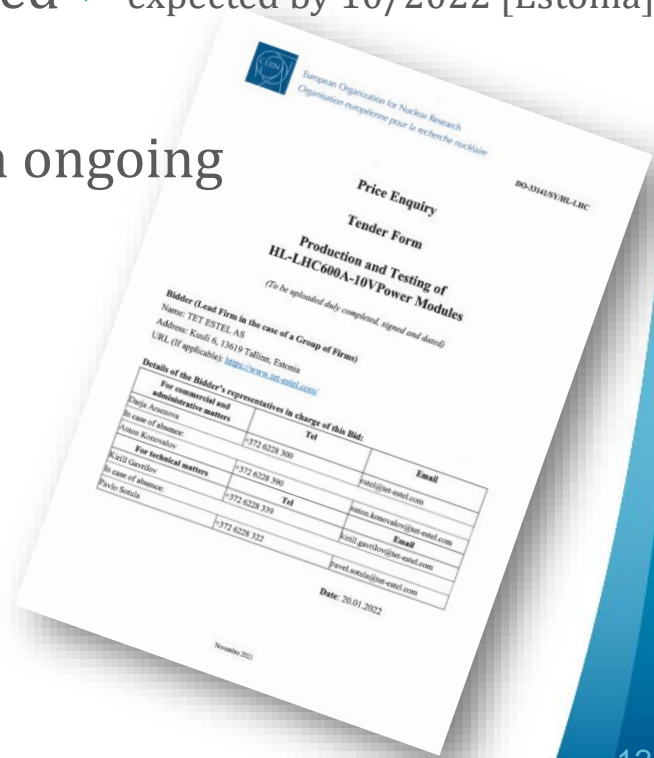 ed expected by 10/2022 [Estonia]
n ongoing
CERN
European Organization for Nuclear Research
Organisation européenne pour la recherche nucléaire
DO-33141/SY/HL-LHC
Price Enquiry
Tender Form
Production and Testing of
HL-LHC600A-10VPower Modules
(To be uploaded duly completed, signed and dated)
Bidder (Lead Firm in the case of a Group of Firms)
Name: TET ESTEL AS
Address: Kuuli 6, 13619 Tallinn, Estonia
URL (If applicable): https://www.tet-estel.com/
Details of the Bidder's representatives in charge of this Bid:
For commercial and
administrative matters Tel Email
Darja Arsenova +372 6228 300 estel@tet-estel.com
In case of absence:
Anton Konovalov +372 6228 390 anton.konovalov@tet-estel.com
For technical matters Tel Email
Kirill Gavrilov +372 6228 339 kirill.gavrilov@tet-estel.com
In case of absence:
Pavlo Sotula +372 6228 322 pavel.sotula@tet-estel.com
Date: 20.01.2022
Novembre 2021
12